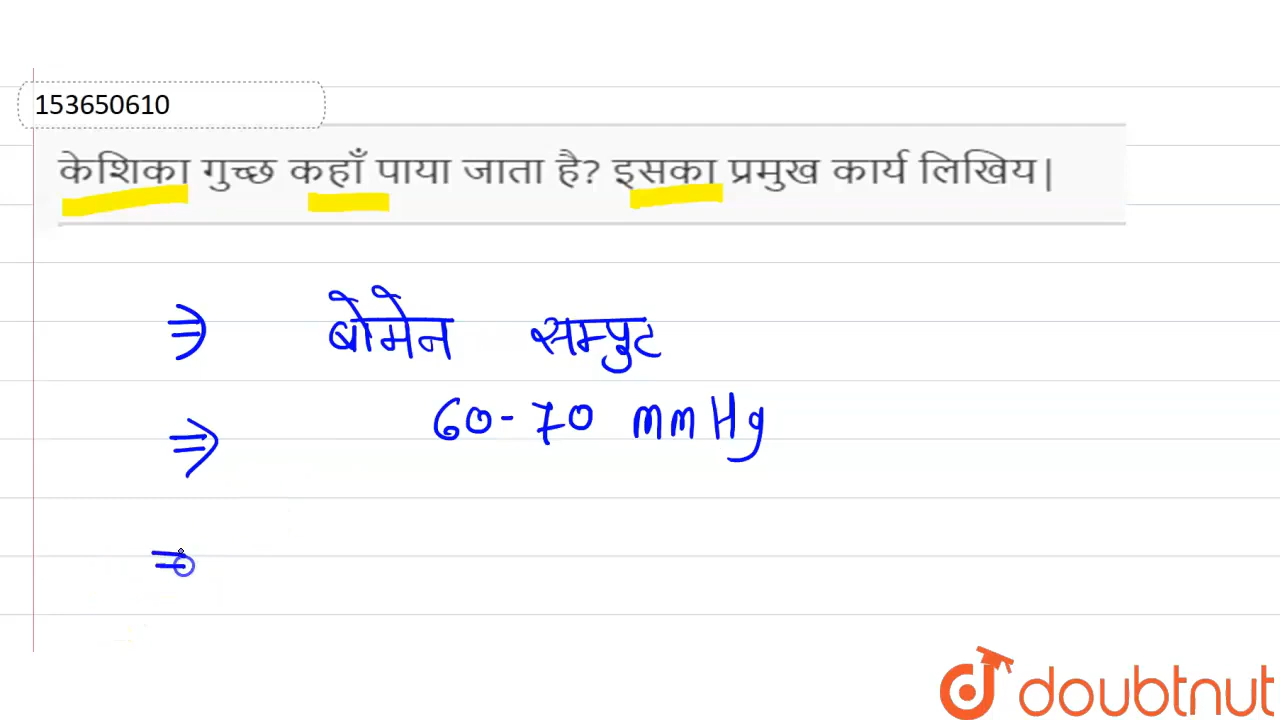 153650610
केशिका गुच्छ कहाँ पाया जाता है? इसका प्रमुख कार्य लिखिय|
⇒ बोमेन सम्पुट
⇒ 60-70 mmHg
=
doubtnut